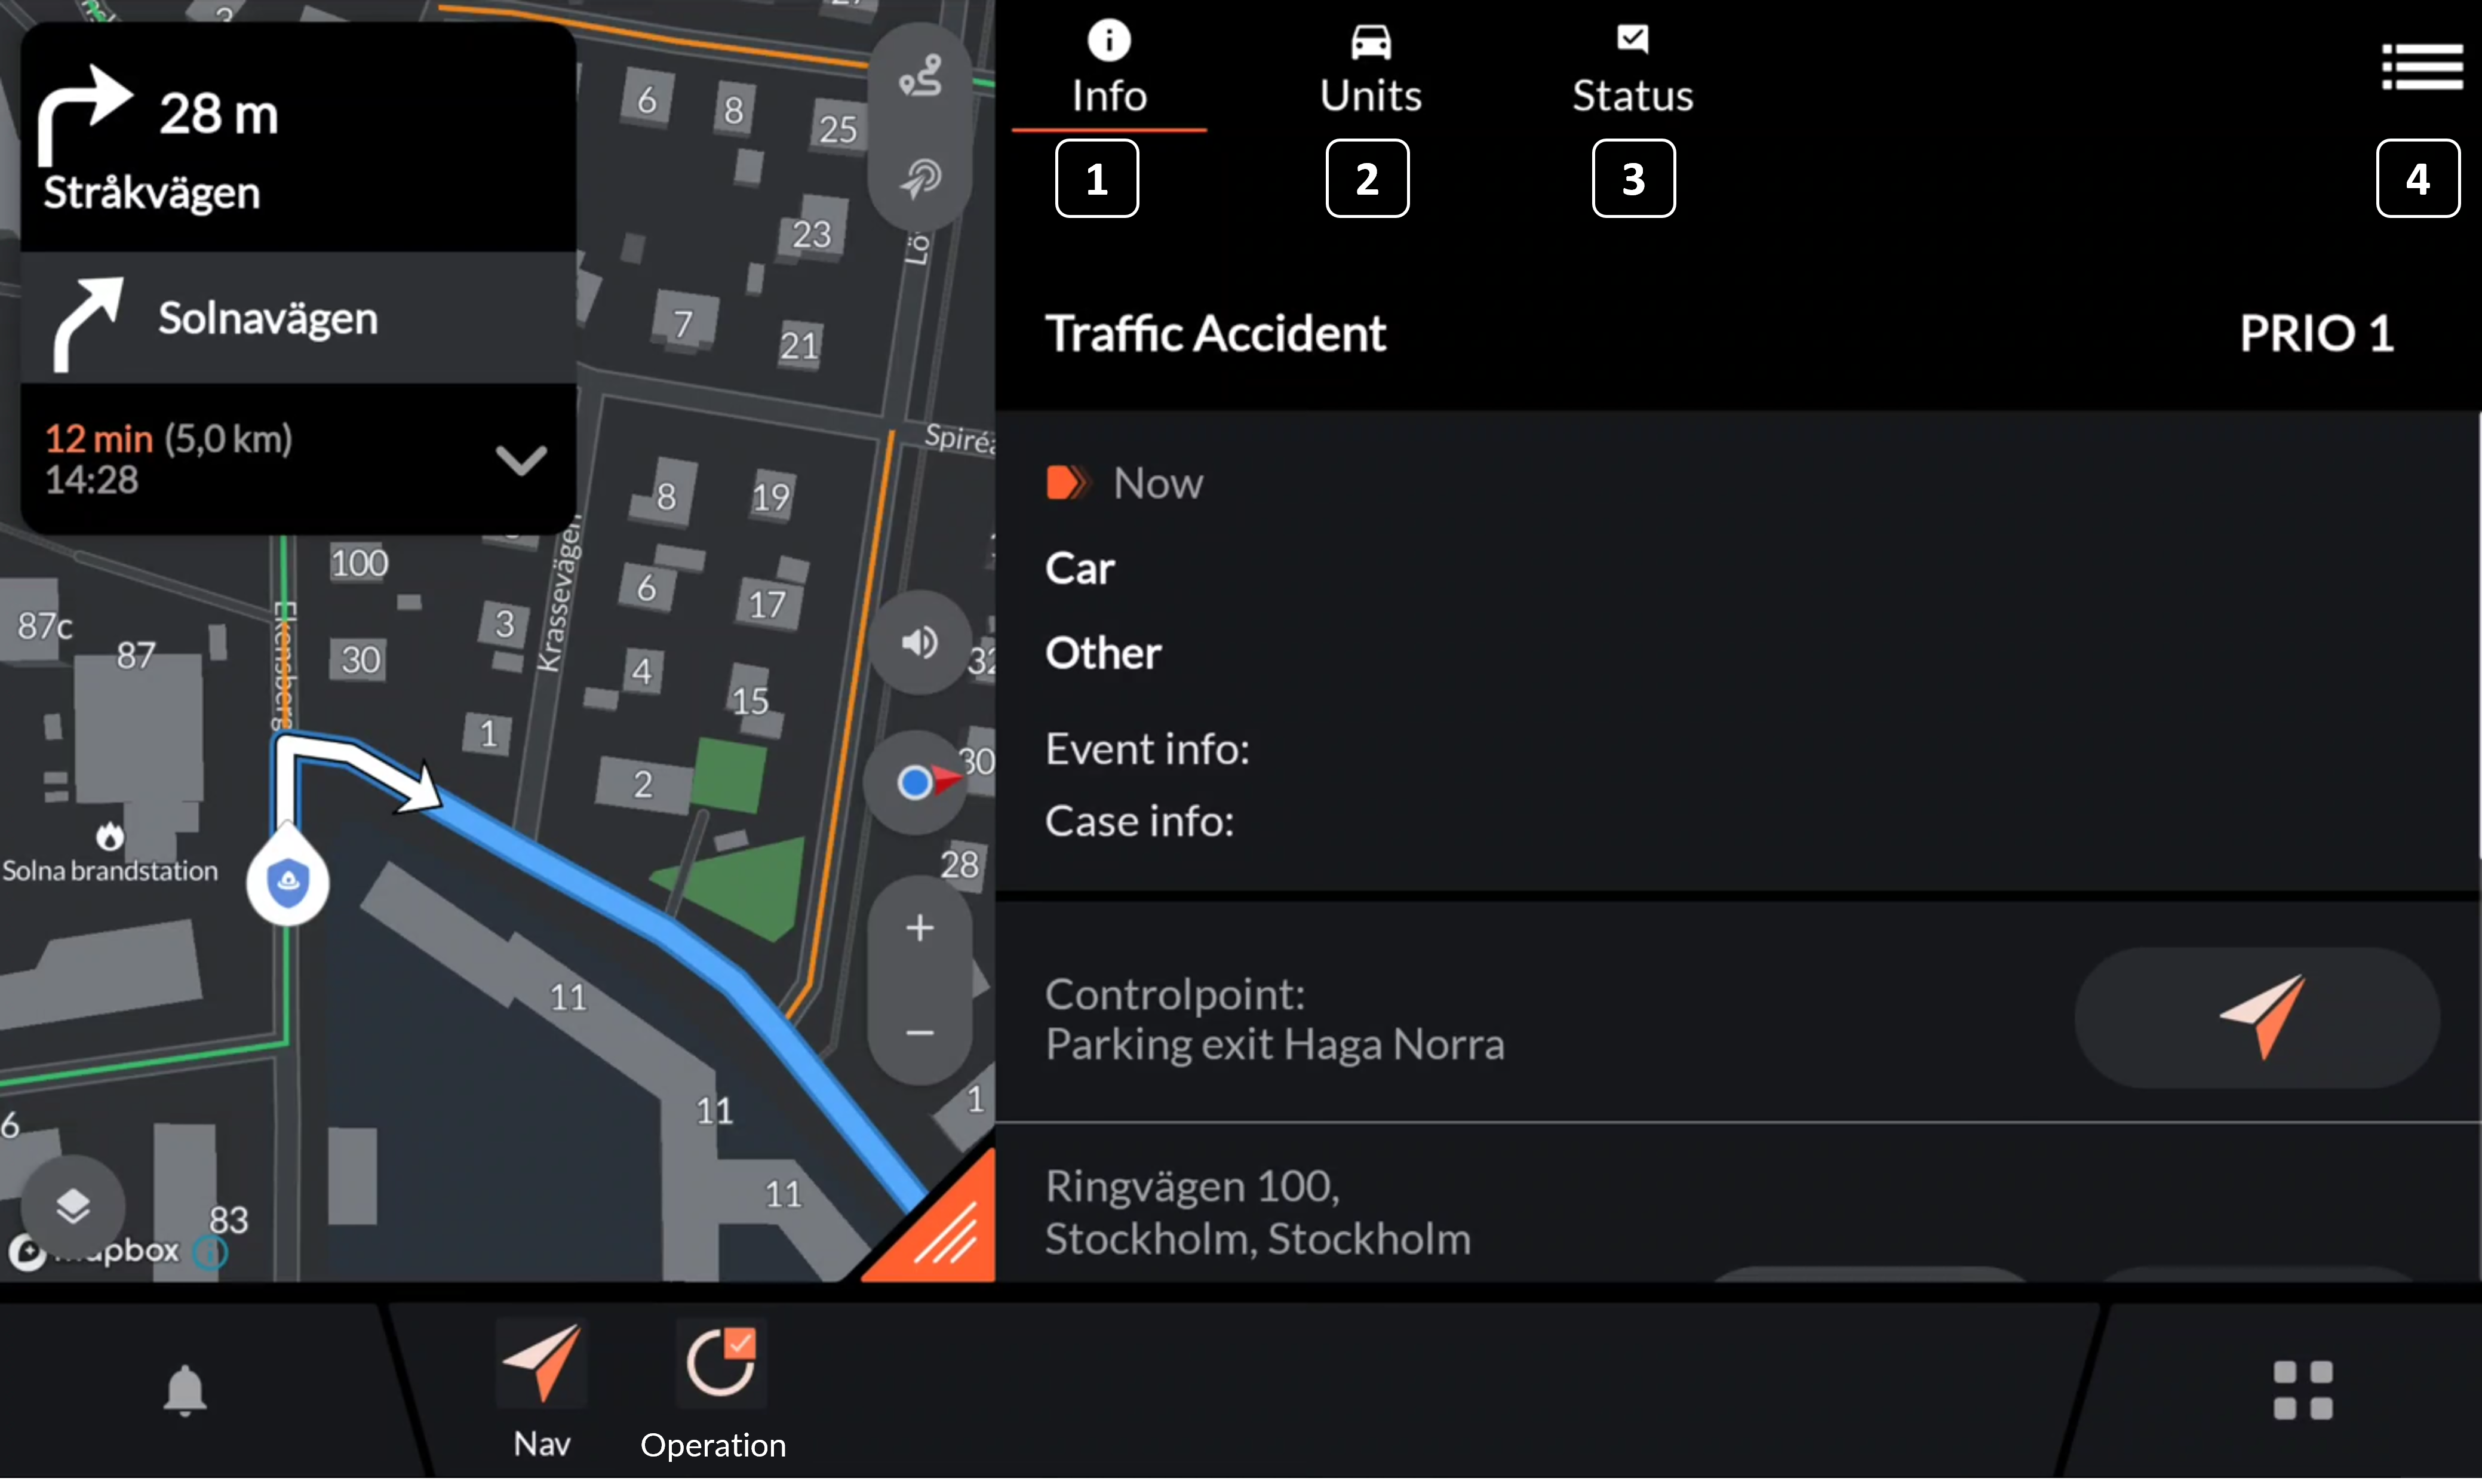 28 m
Stråkvägen
Solnavägen
12 min (5,0 km)
14:28
6
8
25
23
7
21
Spiréa
8
19
100
6
17
3
87c
87
30
4
15
Krassevägen
Ekensberg
1
2
30
28
Solna brandstation
11
11
11
1
6
83
Info
Units
Status
1
2
3
4
Traffic Accident
PRIO 1
Now
Car
Other
Event info:
Case info:
Controlpoint:
Parking exit Haga Norra
Ringvägen 100,
Stockholm, Stockholm
Nav
Operation